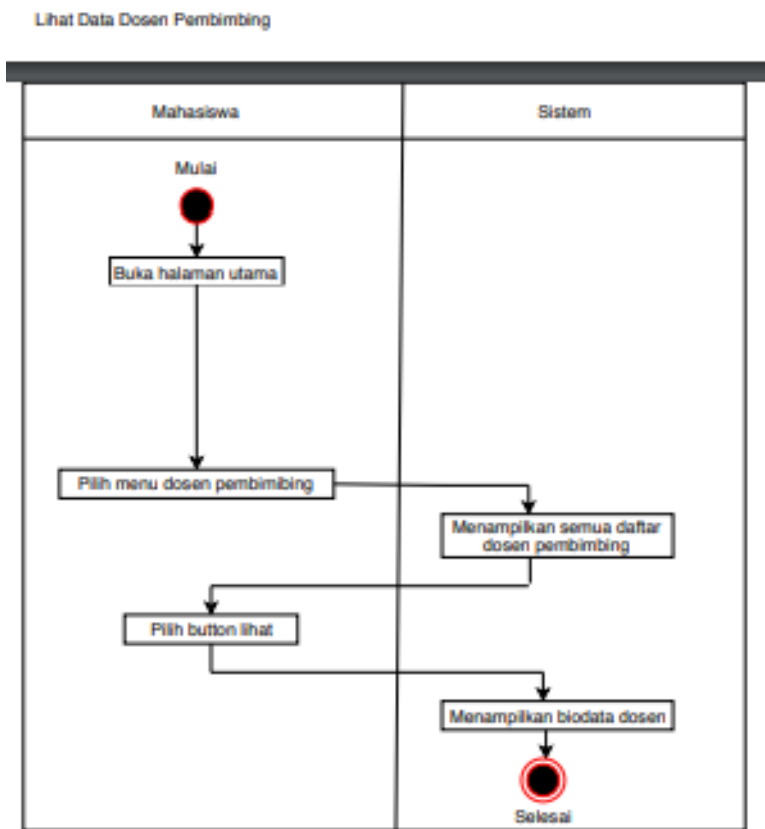 Lihat Data Dosen Pembimbing
Mahasiswa
Sistem
Mulai
Buka halaman utama
Pilih menu dosen pembimibing
Menampilkan semua daftar
dosen pembimbing
Pilih button lihat
Menampilkan biodata dosen
Selesai